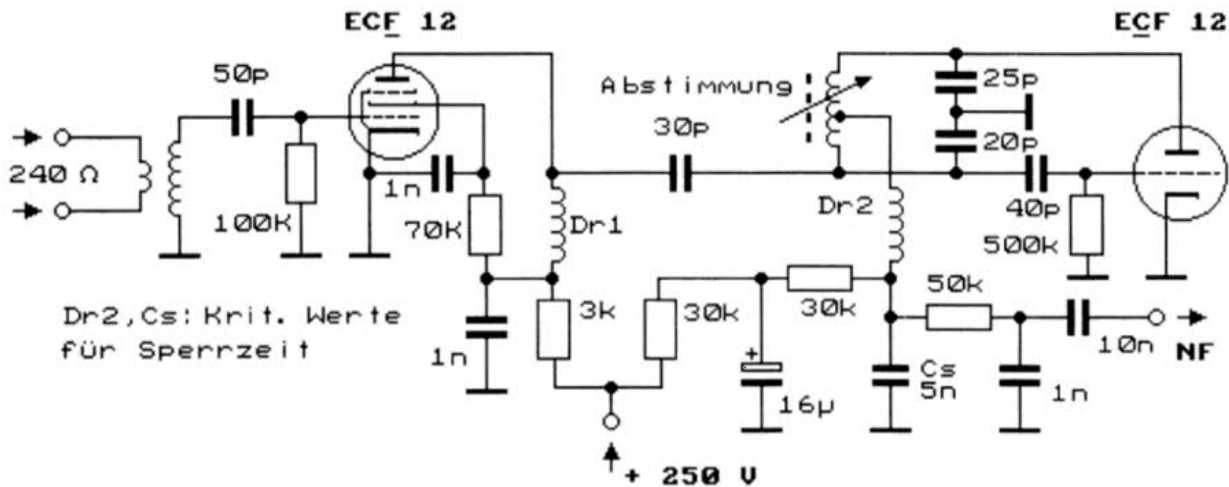 ECF 12
ECF 12
50p
Abstimmung
25p
30p
20p
240 Ω
1n
40p
100K
70K
Dr1
Dr2
500k
Dr2,Cs: Krit. Werte
für Sperrzeit
3k
30k
30k
50k
1n
+
16µ
Cs
5n
1n
10n
NF
+ 250 V